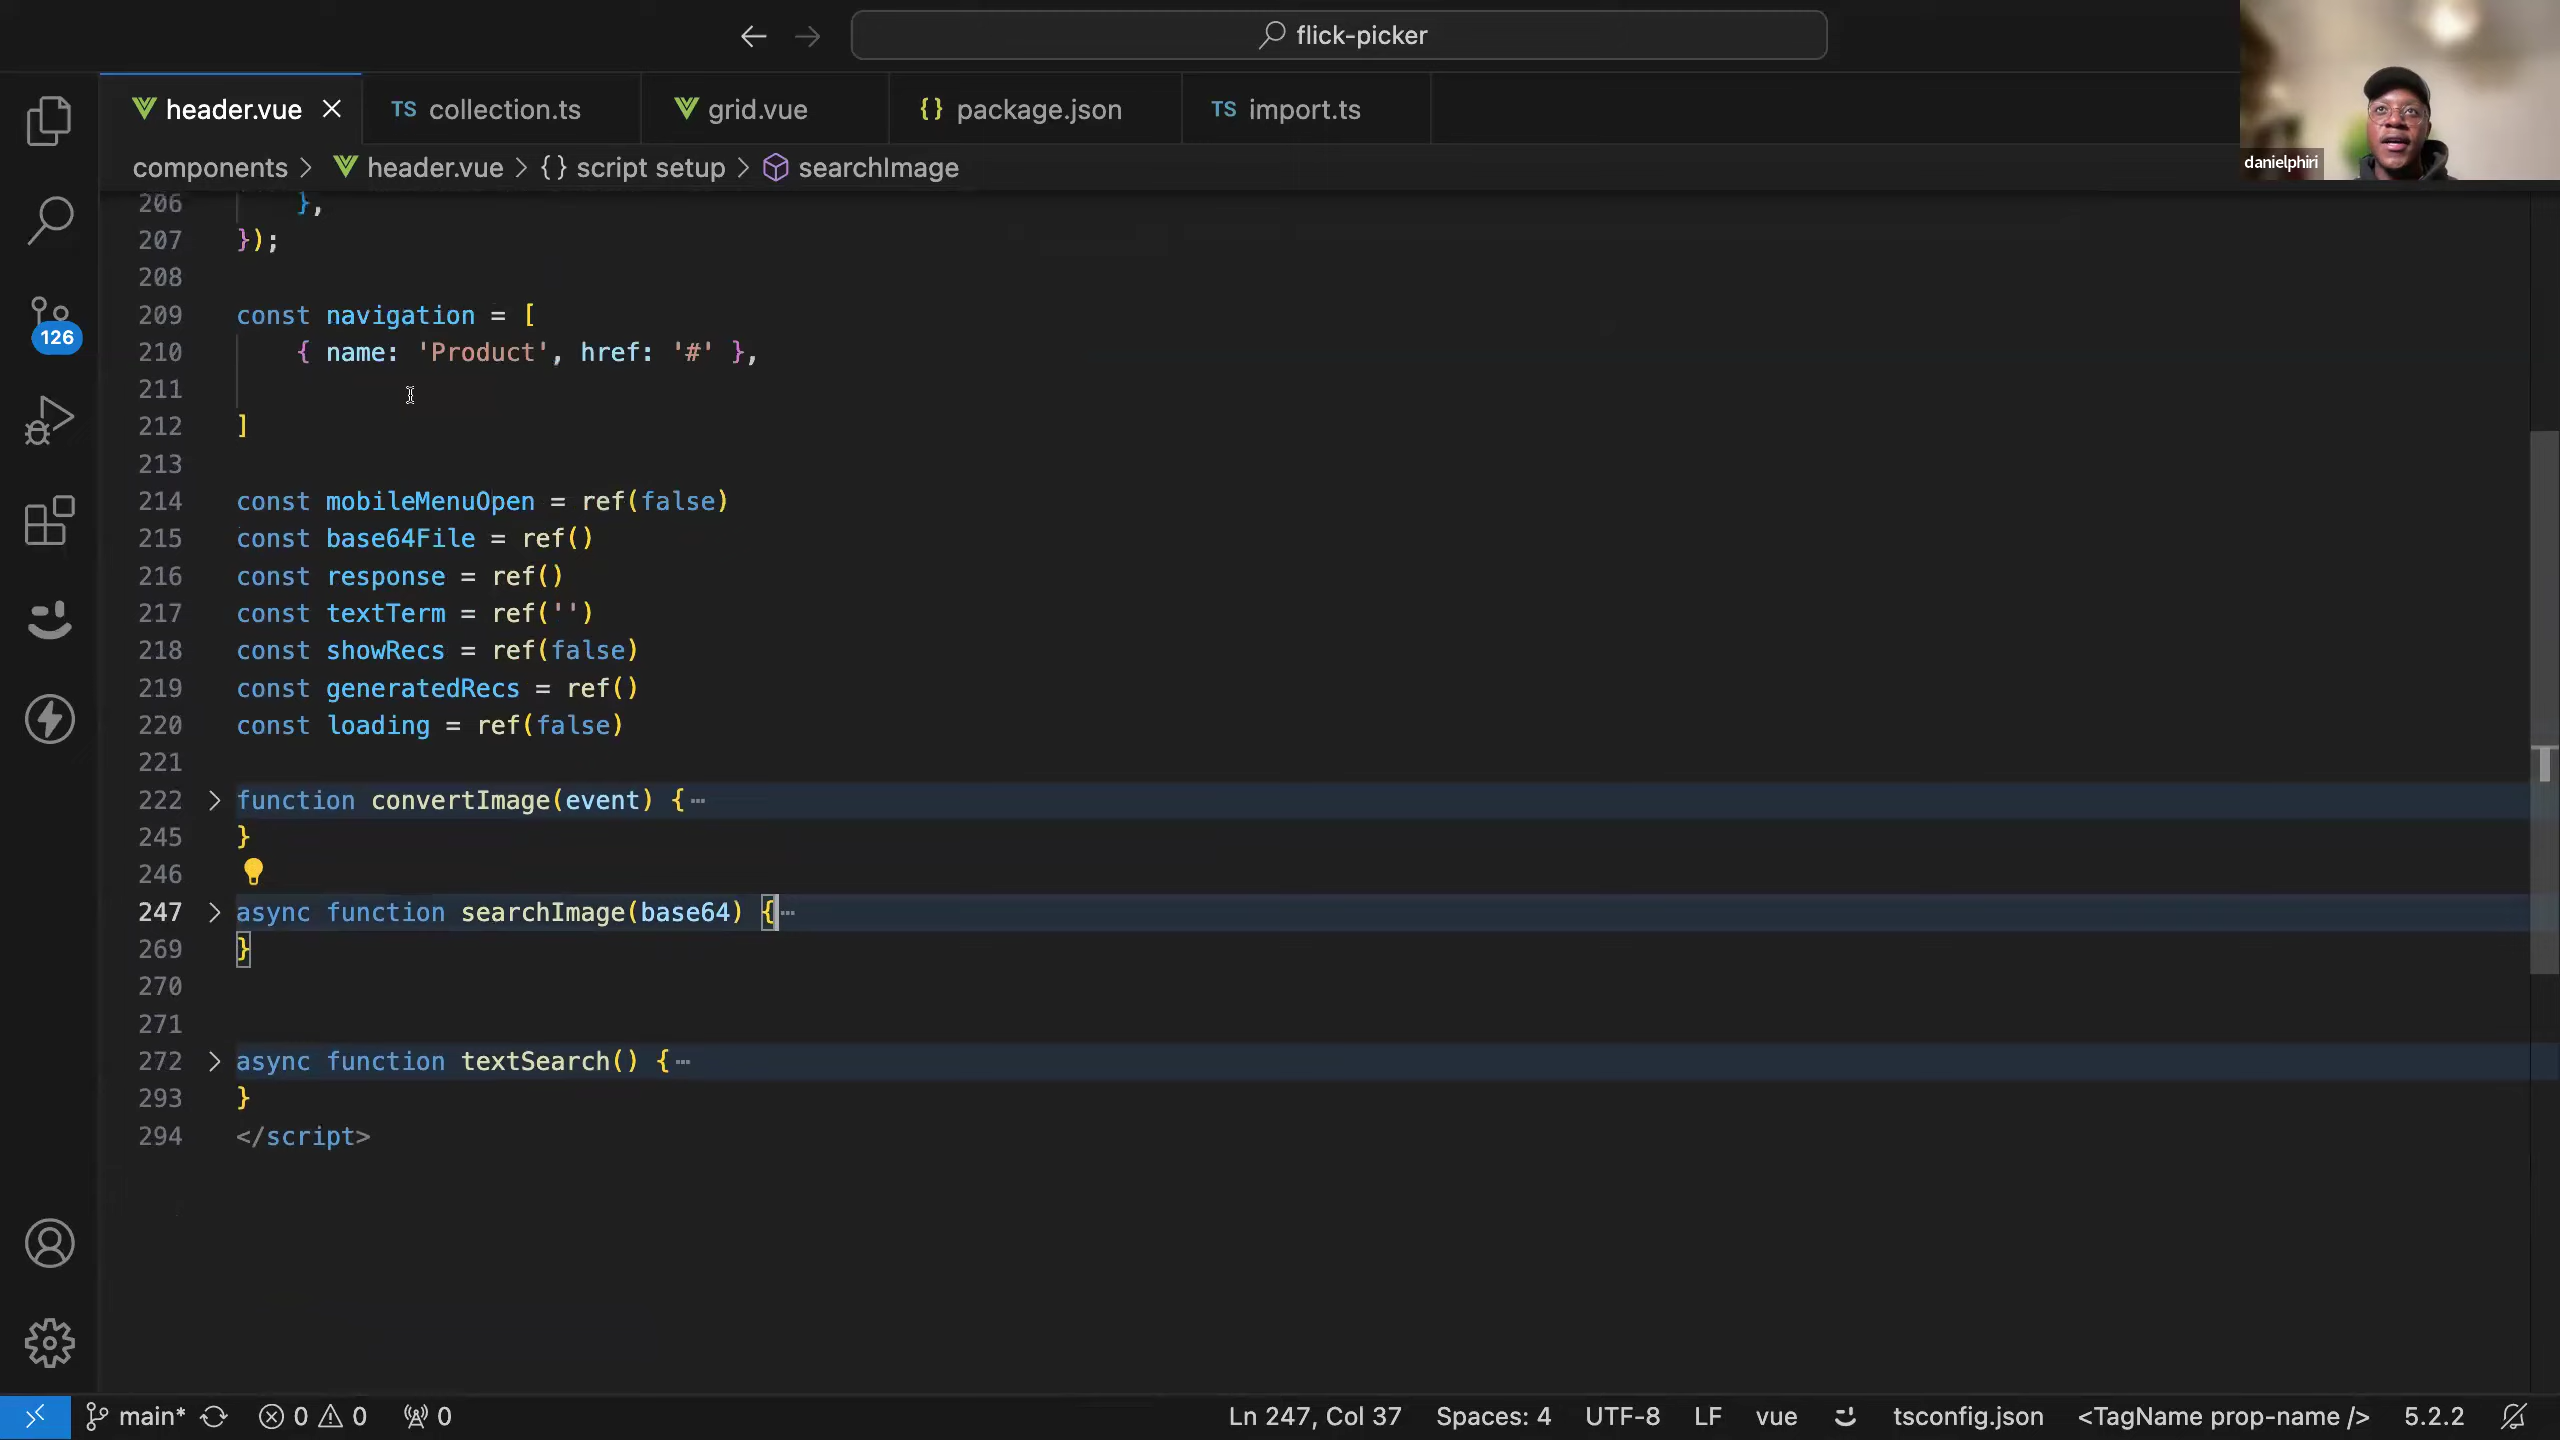 flick-picker
header.vue
TS collection.ts
grid.vue
{} package.json
TS import.ts
danielphiri
components > header.vue > {} script setup > searchImage
206 },
207 });
208
209 const navigation = [
210 { name: 'Product', href: '#' },
211
212 ]
213
214 const mobileMenuOpen = ref(false)
215 const base64File = ref()
216 const response = ref()
217 const textTerm = ref('')
218 const showRecs = ref(false)
219 const generatedRecs = ref()
220 const loading = ref(false)
221
222 function convertImage(event) {…
245 }
246
247 async function searchImage(base64) {…
269 }
270
271
272 async function textSearch() {…
293 }
294 </script>
126
main* 0 0 0
Ln 247, Col 37 Spaces: 4 UTF-8 LF vue tsconfig.json <TagName prop-name /> 5.2.2